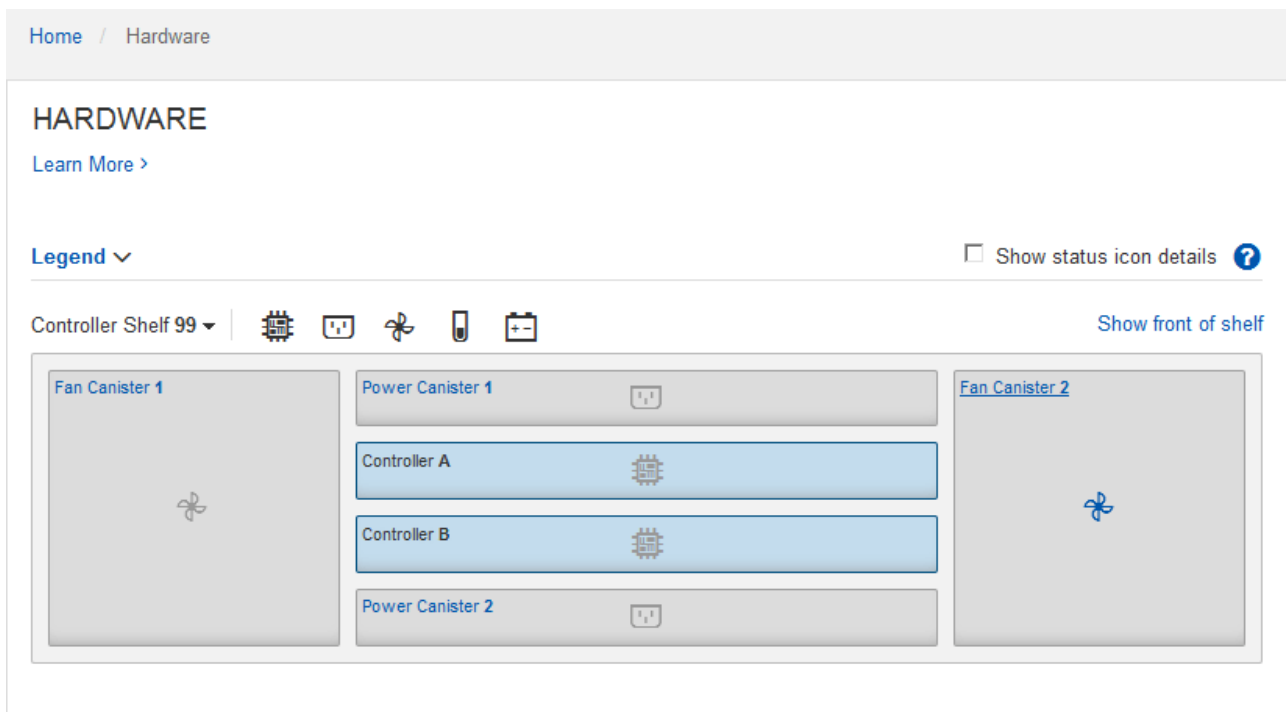 Home / Hardware
HARDWARE
Learn More >
Legend
Show status icon details ?
Controller Shelf 99
Show front of shelf
Fan Canister 1
Power Canister 1
Fan Canister 2
Controller A
Controller B
Power Canister 2